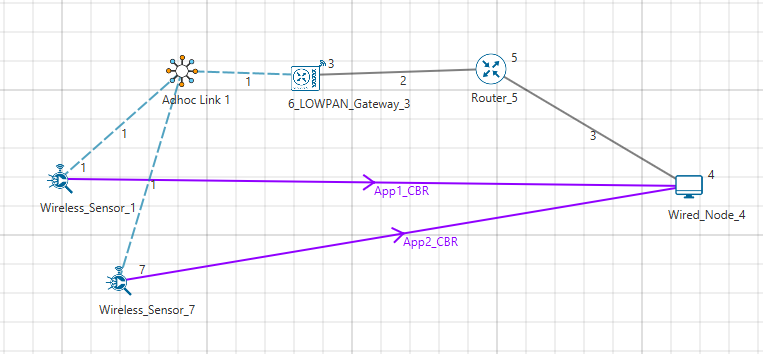 5
3
1
2
Adhoc Link 1
6_LOWPAN_Gateway_3
Router_5
1
3
1
1
4
App1_CBR
Wireless_Sensor_1
Wired_Node_4
App2_CBR
7
Wireless_Sensor_7